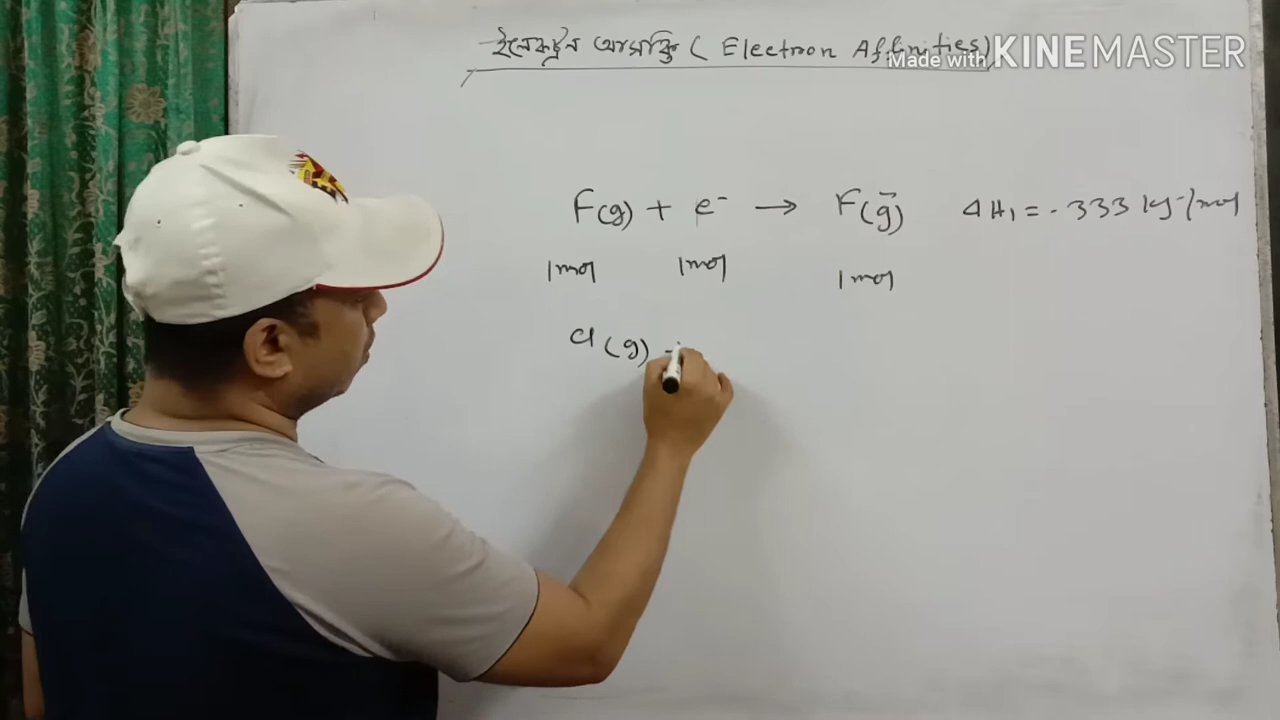 ইলেকট্রন আসক্তি ( Electron Affinities)
Made with KINEMASTER
F(g) + e⁻ → F(g)⁻ ΔH₁ = -333 kJ/mol
1mol 1mol 1mol
Cl (g) +